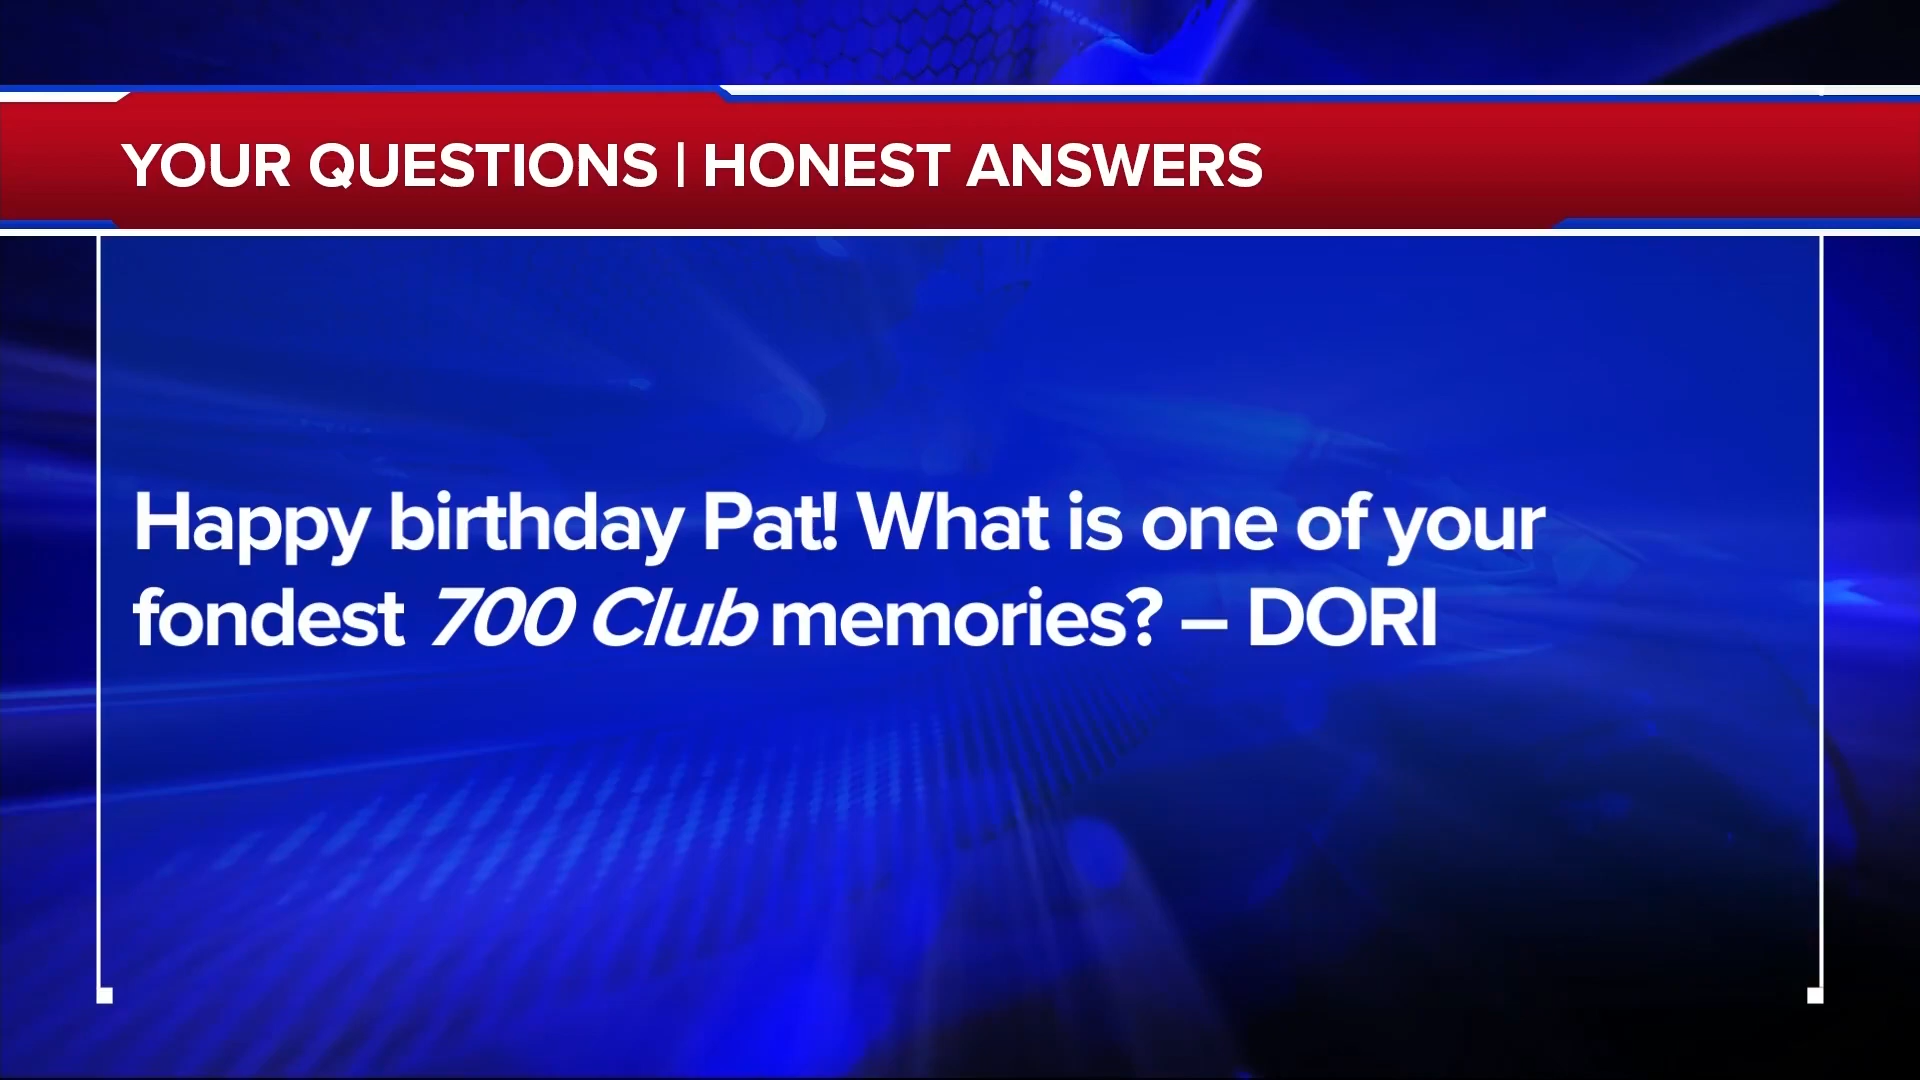 YOUR QUESTIONS | HONEST ANSWERS
Happy birthday Pat! What is one of your
fondest 700 Club memories? – DORI